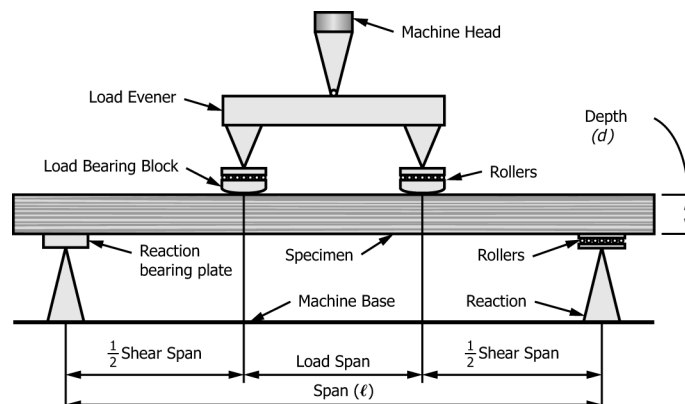 Machine Head
Load Evener
Depth
(d)
Load Bearing Block
Rollers
Reaction
bearing plate
Specimen
Rollers
Machine Base
Reaction
1/2 Shear Span
Load Span
1/2 Shear Span
Span (ℓ)